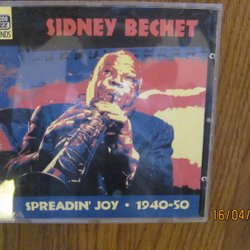 SIDNEY BECHET
SPREADIN' JOY • 1940-50
16/04